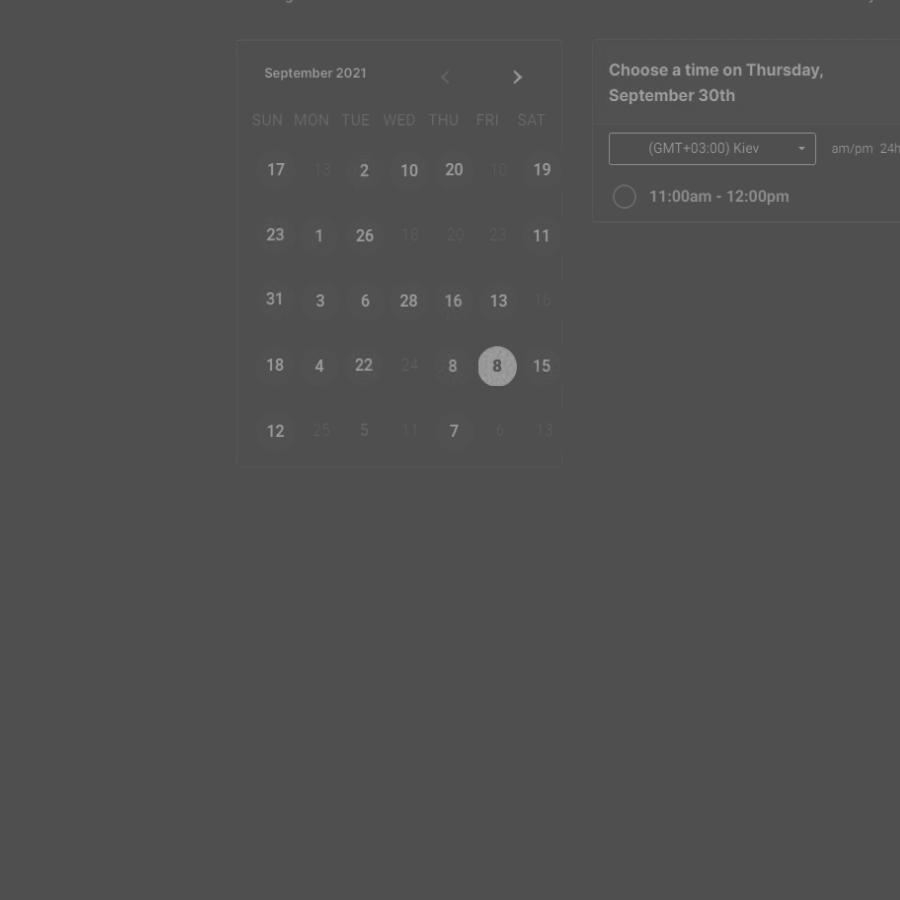 September 2021
SUN MON TUE WED THU FRI SAT
17 13 2 10 20 10 19
23 1 26 18 20 23 11
31 3 6 28 16 13 16
18 4 22 24 8 8 15
12 25 5 11 7 6 13
Choose a time on Thursday,
September 30th
(GMT+03:00) Kiev am/pm 24h
11:00am - 12:00pm